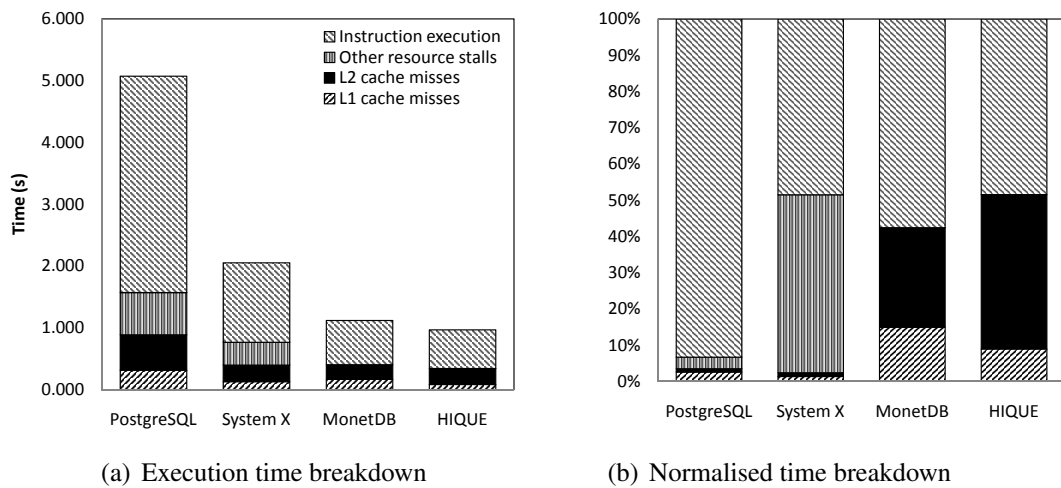 6.000
5.000
4.000
3.000
2.000
1.000
0.000
Time (s)
Instruction execution
Other resource stalls
L2 cache misses
L1 cache misses
PostgreSQL System X MonetDB HIQUE
(a) Execution time breakdown
100%
90%
80%
70%
60%
50%
40%
30%
20%
10%
0%
PostgreSQL System X MonetDB HIQUE
(b) Normalised time breakdown